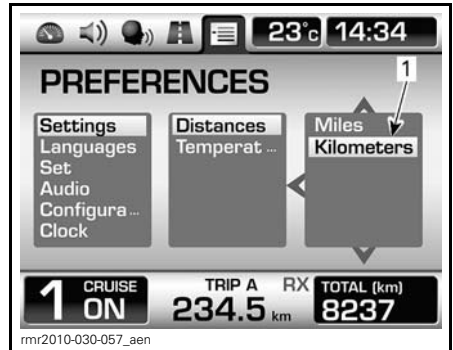 23°c 14:34
1
PREFERENCES
Settings
Languages
Set
Audio
Configura ...
Clock
Distances
Temperat ...
Miles
Kilometers
1 CRUISE ON
TRIP A RX
234.5 km
TOTAL (km)
8237
rmr2010-030-057_aen